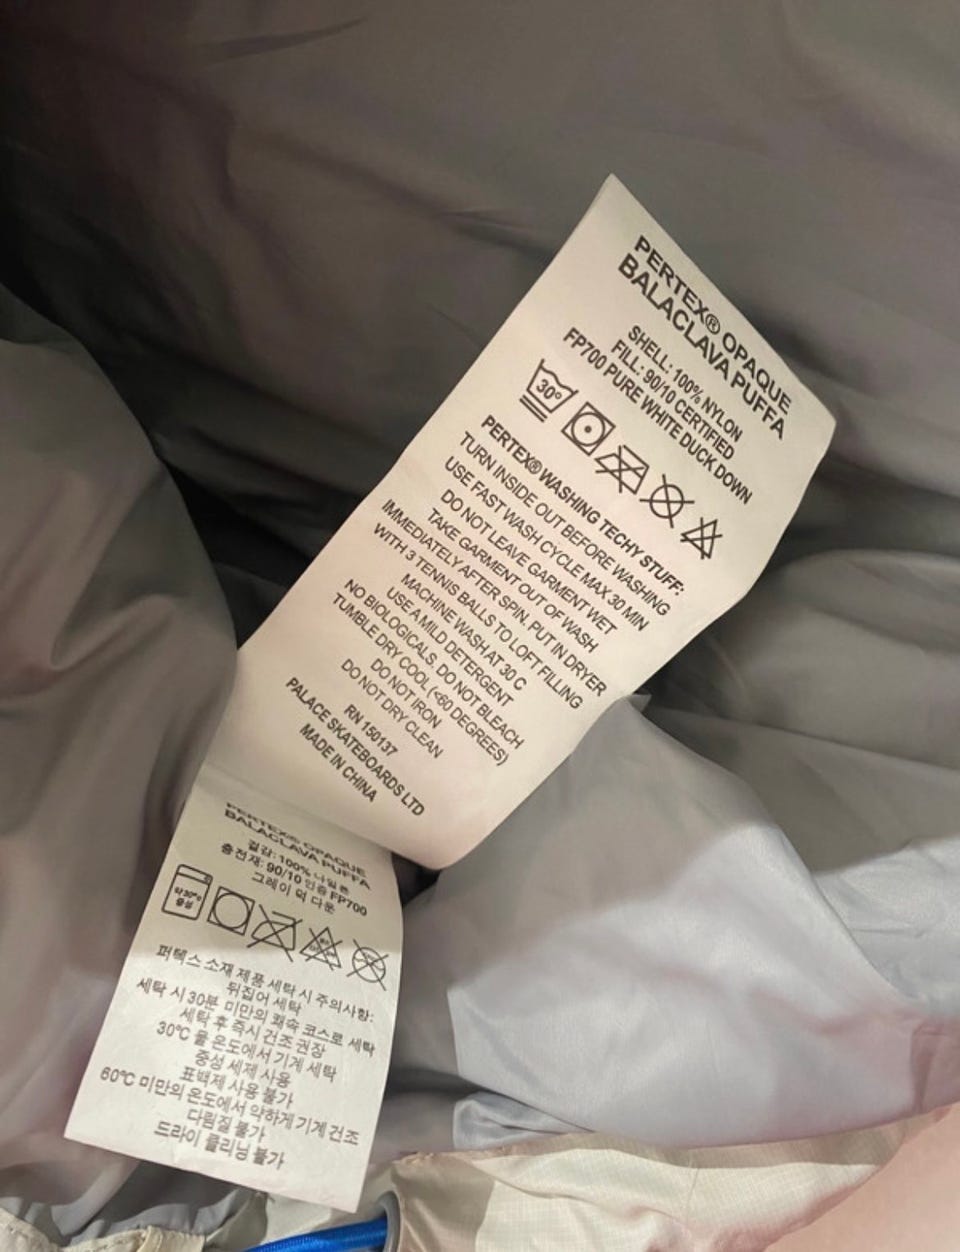 PERTEX® OPAQUE
BALACLAVA PUFFA
SHELL: 100% NYLON
FILL: 90/10 CERTIFIED
FP700 PURE WHITE DUCK DOWN
30°
PERTEX® WASHING TECHY STUFF:
TURN INSIDE OUT BEFORE WASHING
USE FAST WASH CYCLE MAX 30 MIN
DO NOT LEAVE GARMENT WET
TAKE GARMENT OUT OF WASH
IMMEDIATELY AFTER SPIN. PUT IN DRYER
WITH 3 TENNIS BALLS TO LOFT FILLING
MACHINE WASH AT 30 C
USE A MILD DETERGENT
NO BIOLOGICALS. DO NOT BLEACH
TUMBLE DRY COOL (<60 DEGREES)
DO NOT IRON
DO NOT DRY CLEAN
RN 150137
PALACE SKATEBOARDS LTD
MADE IN CHINA
PERTEX® OPAQUE
BALACLAVA PUFFA
겉감: 100% 나일론
충전재: 90/10 인증 FP700
그레이 덕 다운
약30℃
중성
퍼텍스 소재 제품 세탁 시 주의사항:
뒤집어 세탁
세탁 시 30분 미만의 쾌속 코스로 세탁
세탁 후 즉시 건조 권장
30℃ 물 온도에서 기계 세탁
중성 세제 사용
표백제 사용 불가
60℃ 미만의 온도에서 약하게 기계 건조
다림질 불가
드라이 클리닝 불가